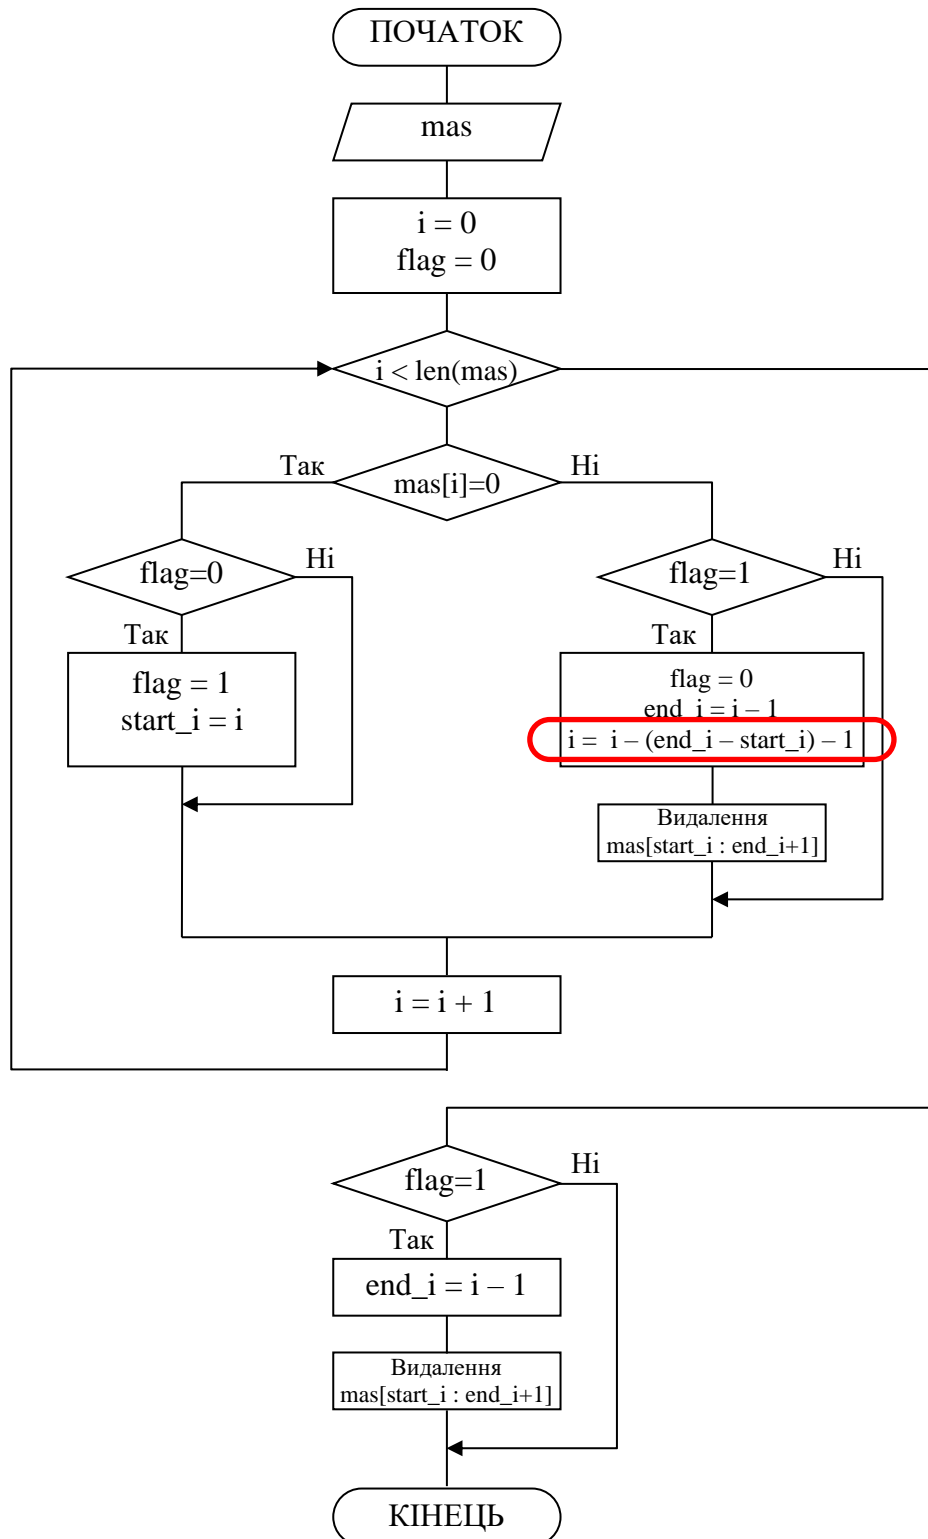 ПОЧАТОК
mas
i = 0
flag = 0
i < len(mas)
Так
mas[i]=0
Ні
flag=0
Ні
Так
flag = 1
start_i = i
flag=1
Ні
Так
flag = 0
end_i = i – 1
i = i – (end_i – start_i) – 1
Видалення
mas[start_i : end_i+1]
i = i + 1
flag=1
Ні
Так
end_i = i – 1
Видалення
mas[start_i : end_i+1]
КІНЕЦЬ